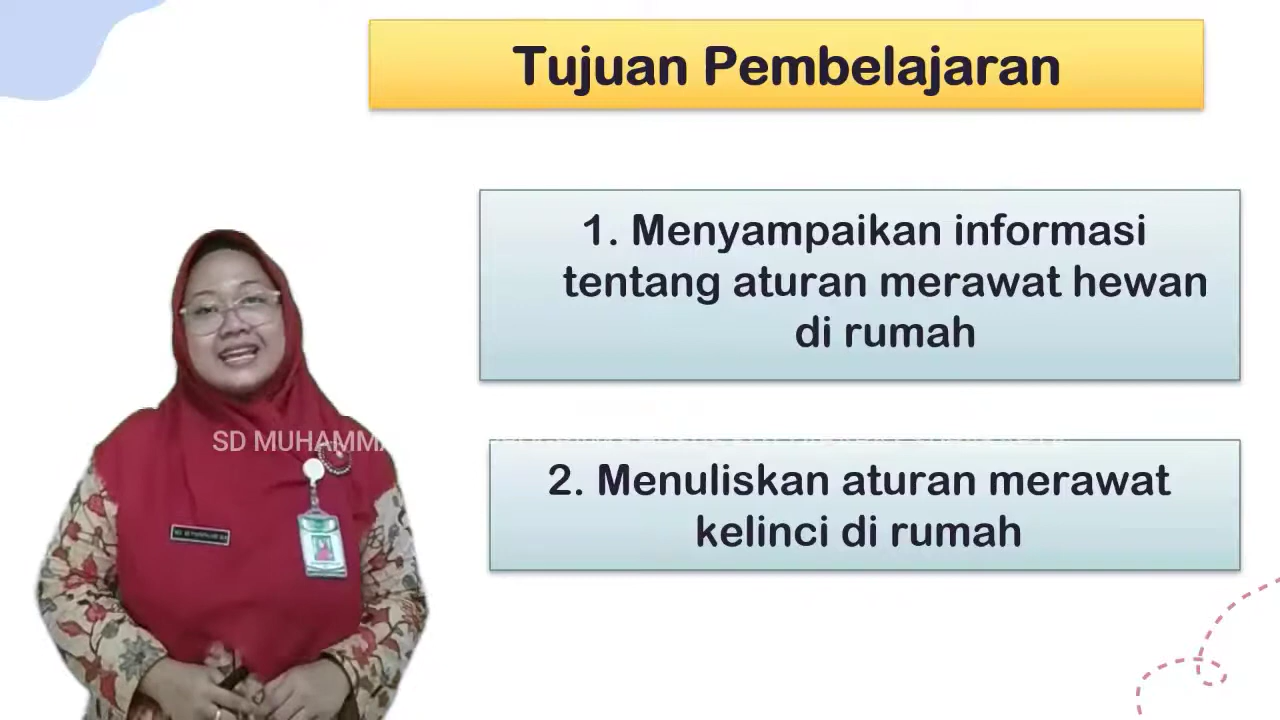 Tujuan Pembelajaran
1. Menyampaikan informasi
tentang aturan merawat hewan
di rumah
SD
2. Menuliskan aturan merawat
kelinci di rumah